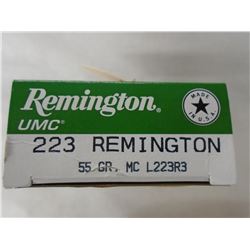 Remington
UMC
MADE IN U.S.A.
223 REMINGTON
55 GR. MC L223R3